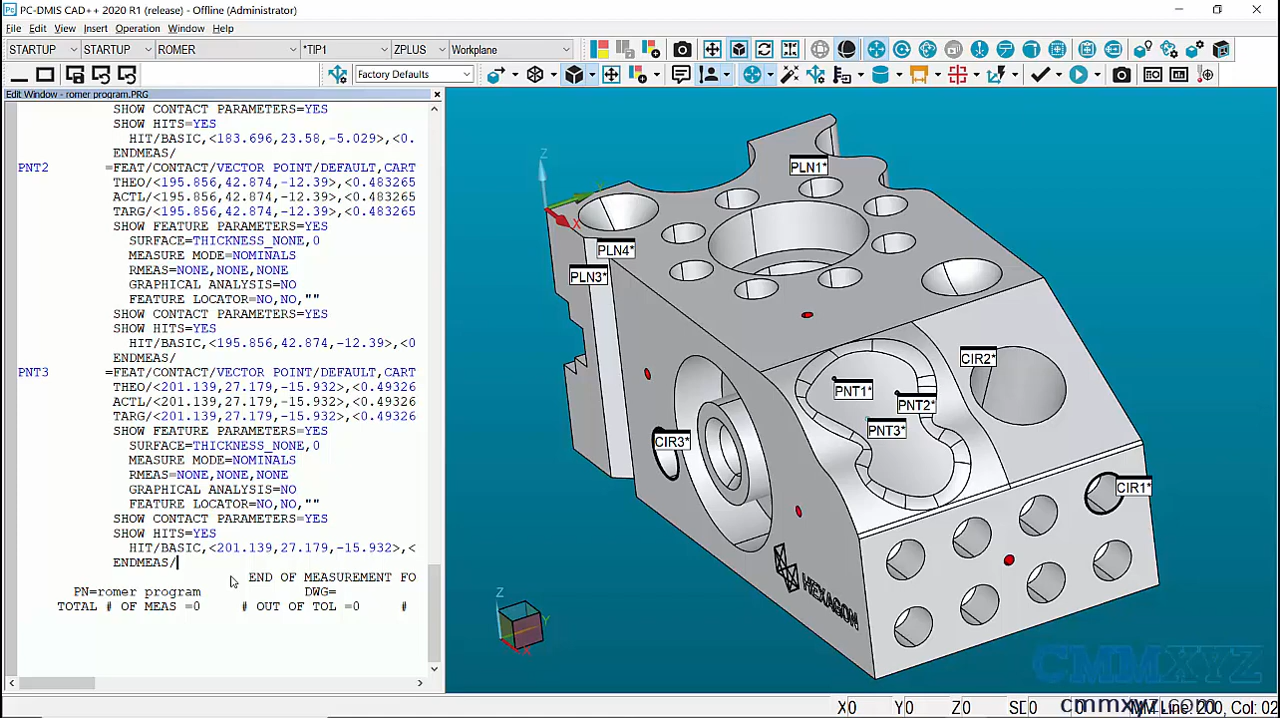 PC-DMIS CAD++ 2020 R1 (release) - Offline (Administrator)
File Edit View Insert Operation Window Help
STARTUP STARTUP ROMER *TIP1 ZPLUS Workplane
Factory Defaults
Edit Window - romer program.PRG
SHOW CONTACT PARAMETERS=YES
SHOW HITS=YES
HIT/BASIC,<183.696,23.58,-5.029>,<0.
ENDMEAS/
PNT2 =FEAT/CONTACT/VECTOR POINT/DEFAULT,CART
THEO/<195.856,42.874,-12.39>,<0.483265
ACTL/<195.856,42.874,-12.39>,<0.483265
TARG/<195.856,42.874,-12.39>,<0.483265
SHOW FEATURE PARAMETERS=YES
SURFACE=THICKNESS_NONE,0
MEASURE MODE=NOMINALS
RMEAS=NONE,NONE,NONE
GRAPHICAL ANALYSIS=NO
FEATURE LOCATOR=NO,NO,""
SHOW CONTACT PARAMETERS=YES
SHOW HITS=YES
HIT/BASIC,<195.856,42.874,-12.39>,<0
ENDMEAS/
PNT3 =FEAT/CONTACT/VECTOR POINT/DEFAULT,CART
THEO/<201.139,27.179,-15.932>,<0.49326
ACTL/<201.139,27.179,-15.932>,<0.49326
TARG/<201.139,27.179,-15.932>,<0.49326
SHOW FEATURE PARAMETERS=YES
SURFACE=THICKNESS_NONE,0
MEASURE MODE=NOMINALS
RMEAS=NONE,NONE,NONE
GRAPHICAL ANALYSIS=NO
FEATURE LOCATOR=NO,NO,""
SHOW CONTACT PARAMETERS=YES
SHOW HITS=YES
HIT/BASIC,<201.139,27.179,-15.932>,<
ENDMEAS/
END OF MEASUREMENT FO
PN=romer program DWG=
TOTAL # OF MEAS =0 # OUT OF TOL =0 #
Z
X
PLN1*
PLN4*
PLN3*
CIR2*
PNT1*
PNT2*
PNT3*
CIR3*
CIR1*
HEXAGON
Z
Y
X
CMMXYZ
cmmxyz.com
X0 Y0 Z0 SD0 0 MM Line: 200, Col: 02